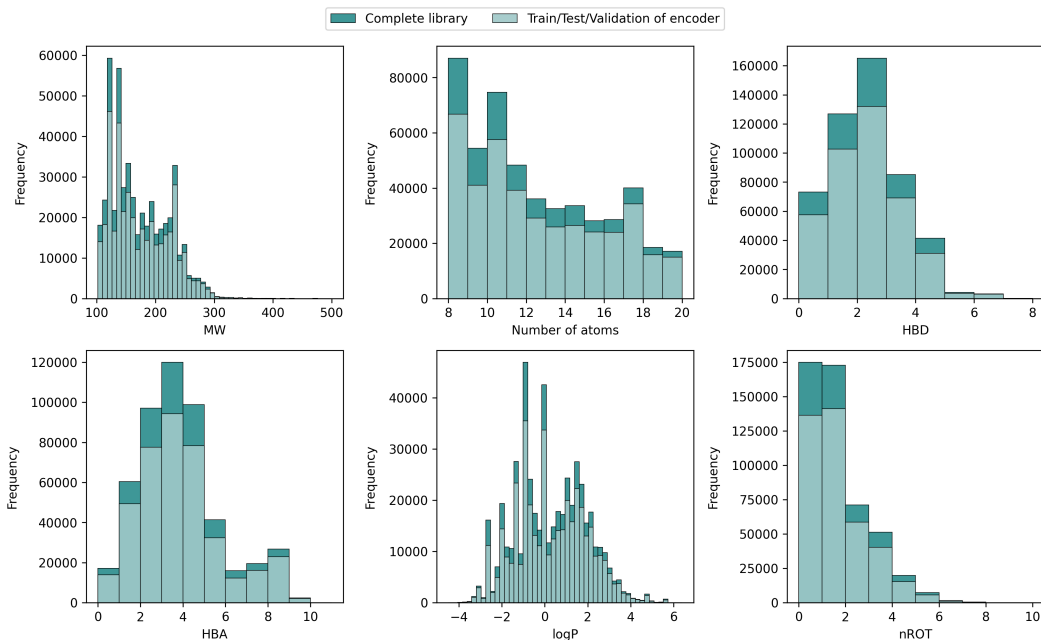 Complete library
Train/Test/Validation of encoder
60000
50000
40000
30000
20000
10000
0
Frequency
100 200 300 400 500
MW
80000
60000
40000
20000
0
Frequency
8 10 12 14 16 18 20
Number of atoms
160000
140000
120000
100000
80000
60000
40000
20000
0
Frequency
0 2 4 6 8
HBD
120000
100000
80000
60000
40000
20000
0
Frequency
0 2 4 6 8 10
HBA
40000
30000
20000
10000
0
Frequency
−4 −2 0 2 4 6
logP
175000
150000
125000
100000
75000
50000
25000
0
Frequency
0 2 4 6 8 10
nROT